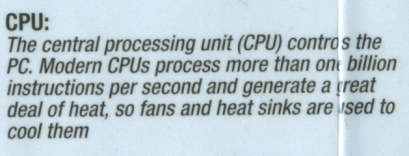 CPU:
The central processing unit (CPU) contros the
PC. Modern CPUs process more than one billion
instructions per second and generate a great
deal of heat, so fans and heat sinks are used to
cool them